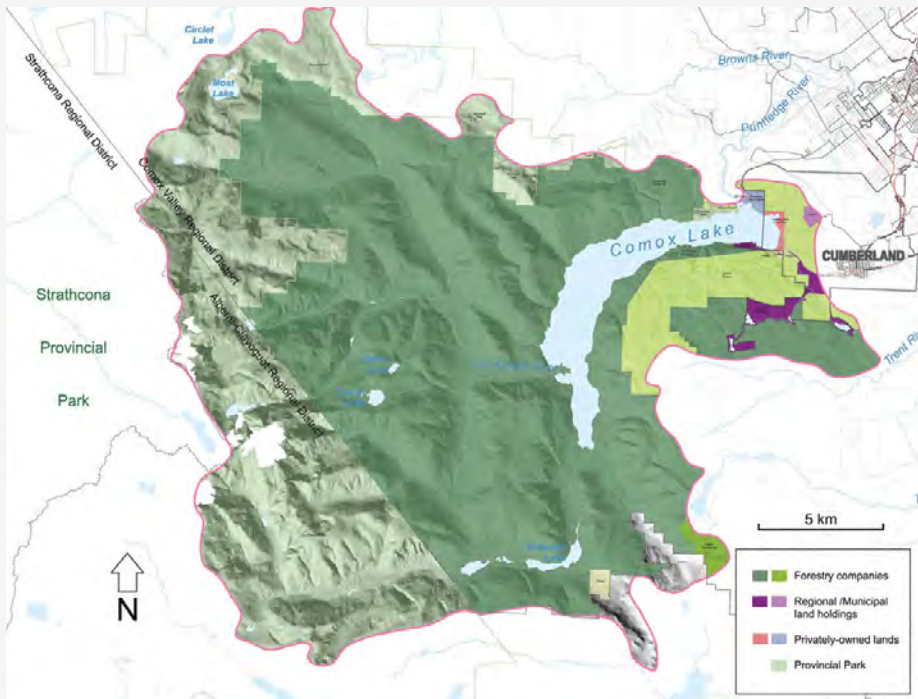 Circlet
Lake
Moat
Lake
Browns River
Puntledge River
Strathcona Regional District
Comox Valley Regional District
Comox Lake
CUMBERLAND
Strathcona
Provincial
Park
Alberni-Clayoquot Regional District
Trent Ri
5 km
N
Forestry companies
Regional /Municipal
land holdings
Privately-owned lands
Provincial Park